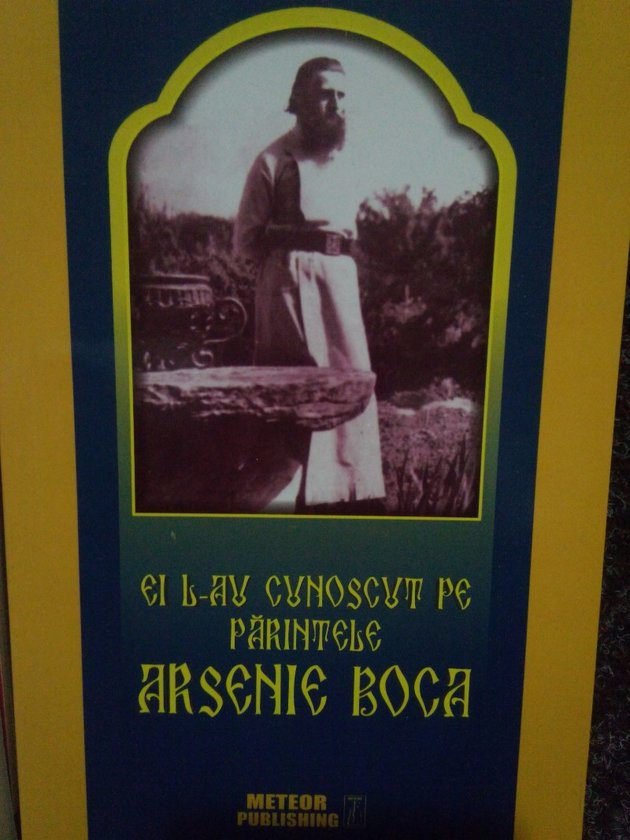 EI L-AU CUNOSCUT PE
PĂRINTELE
ARSENIE BOCA
METEOR
PUBLISHING